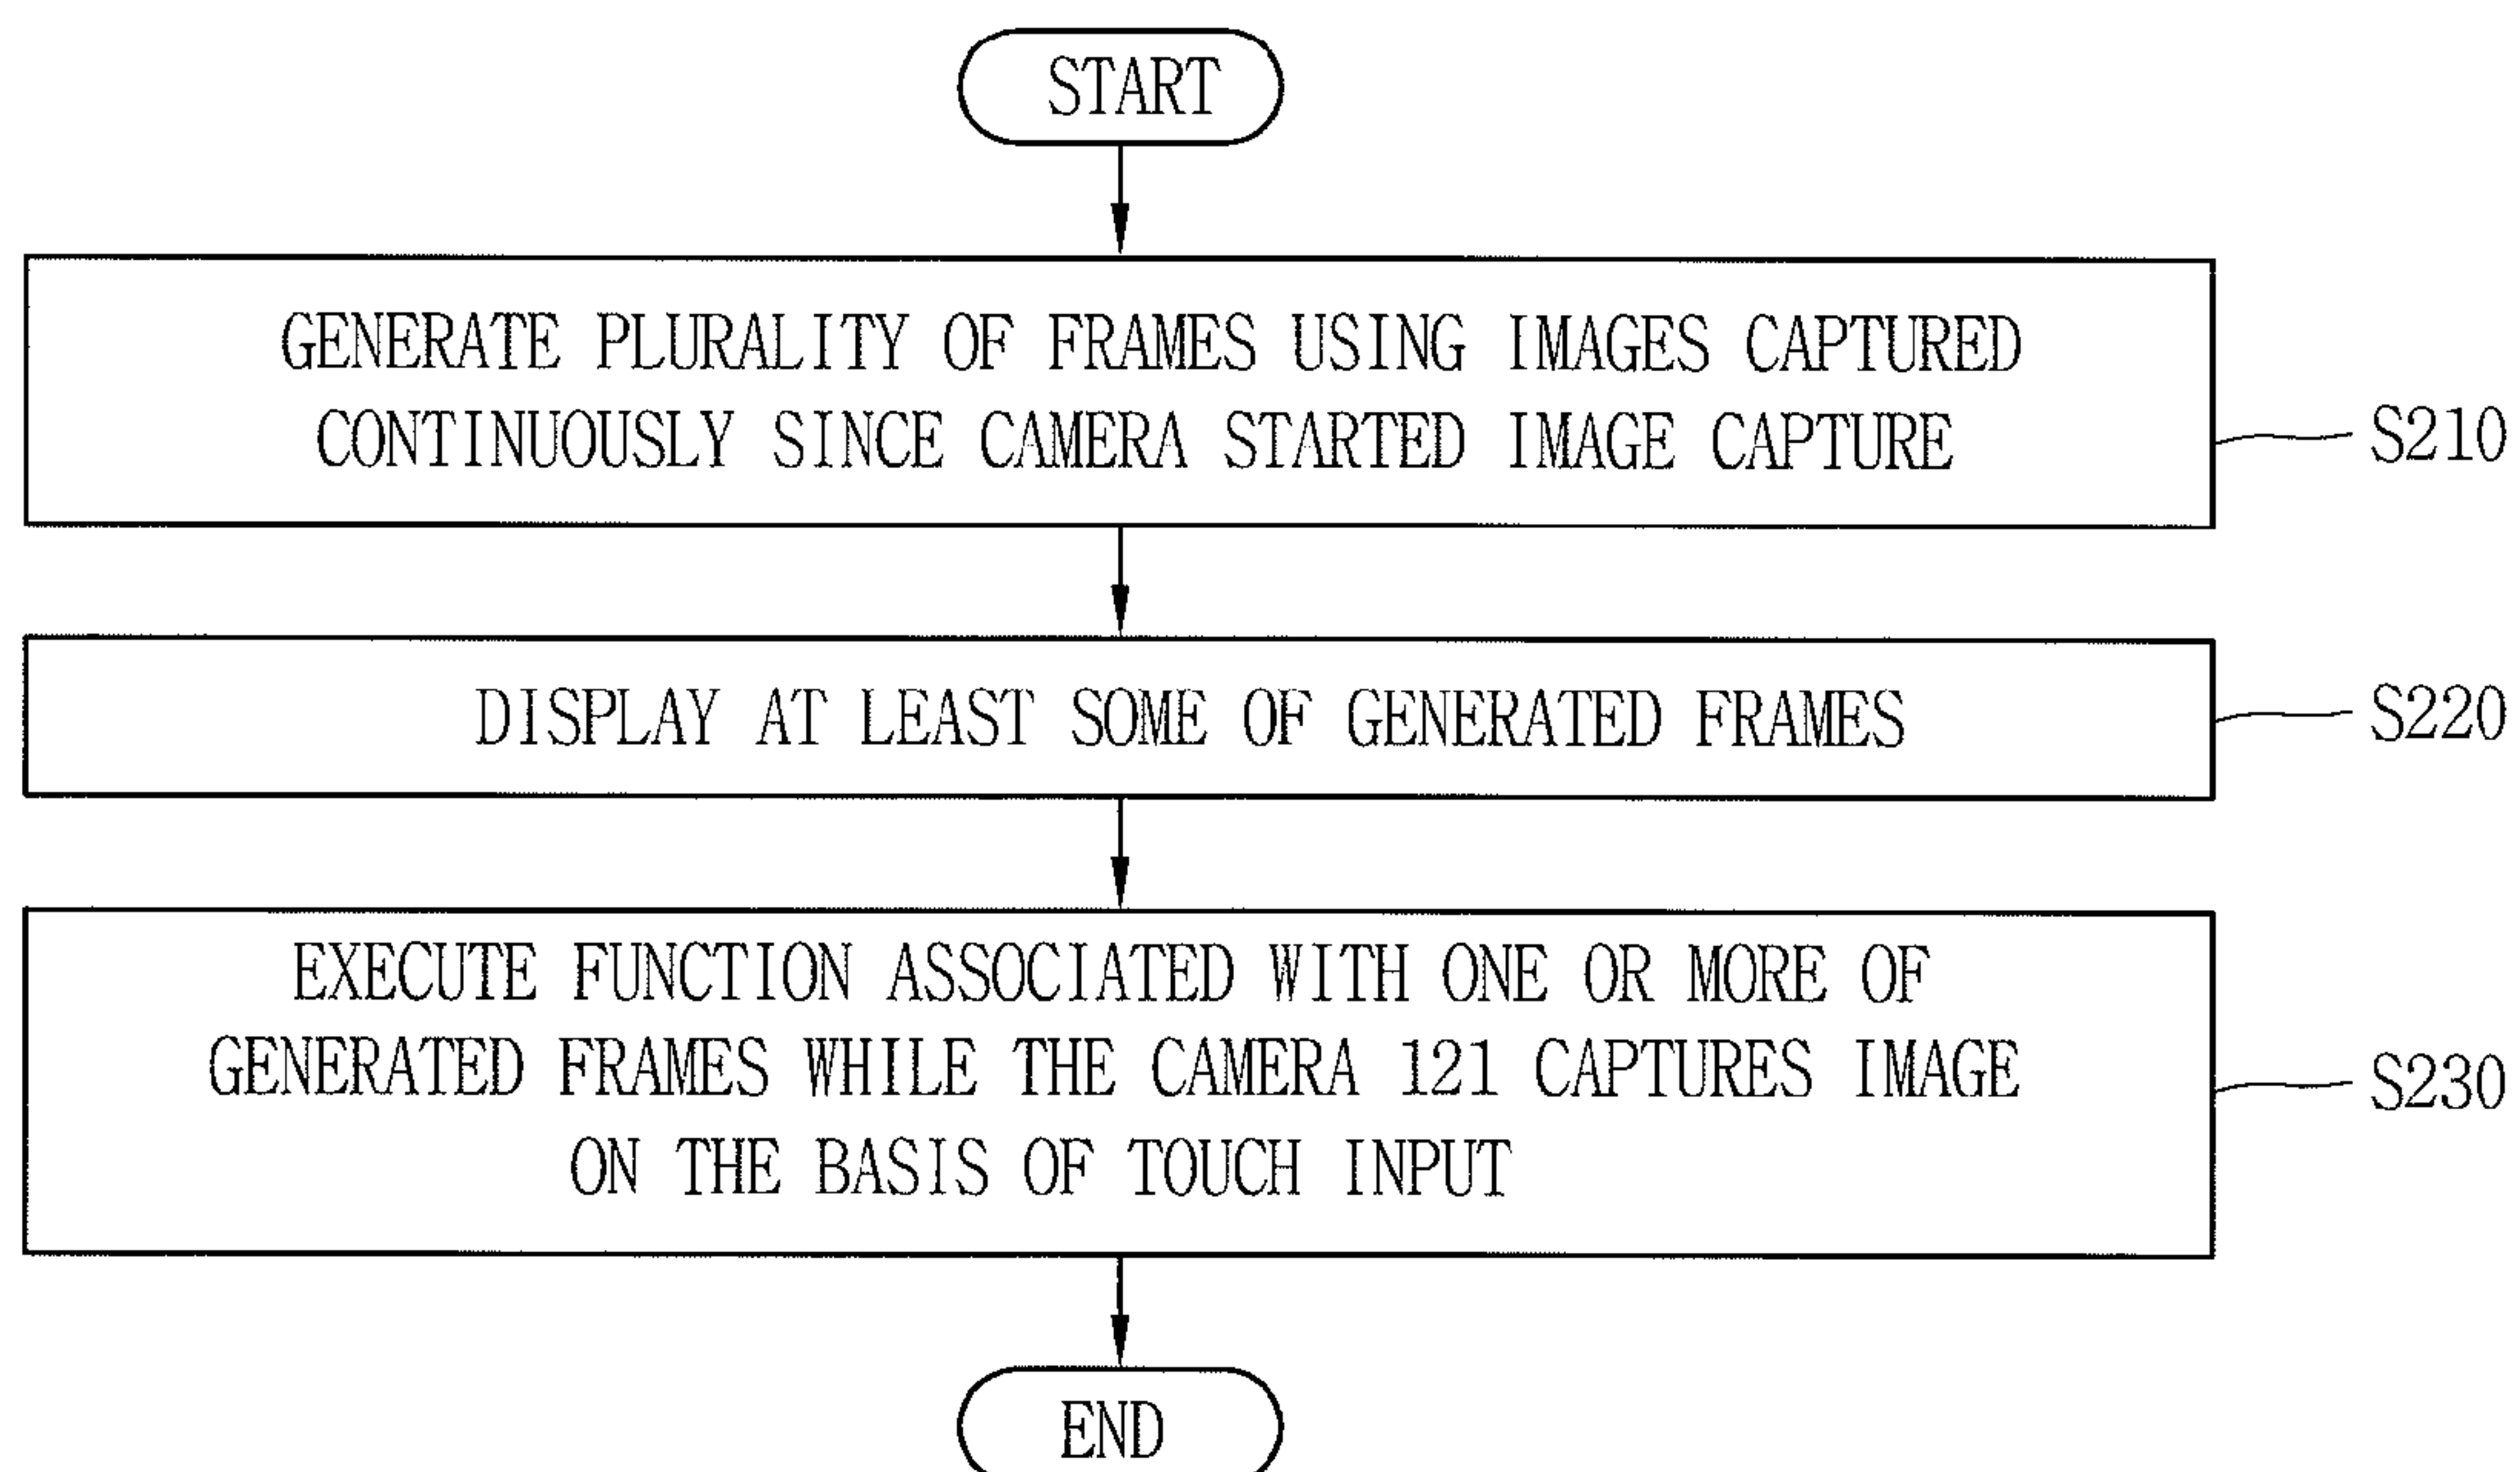 START
GENERATE PLURALITY OF FRAMES USING IMAGES CAPTURED
CONTINUOUSLY SINCE CAMERA STARTED IMAGE CAPTURE
S210
DISPLAY AT LEAST SOME OF GENERATED FRAMES
S220
EXECUTE FUNCTION ASSOCIATED WITH ONE OR MORE OF
GENERATED FRAMES WHILE THE CAMERA 121 CAPTURES IMAGE
ON THE BASIS OF TOUCH INPUT
S230
END